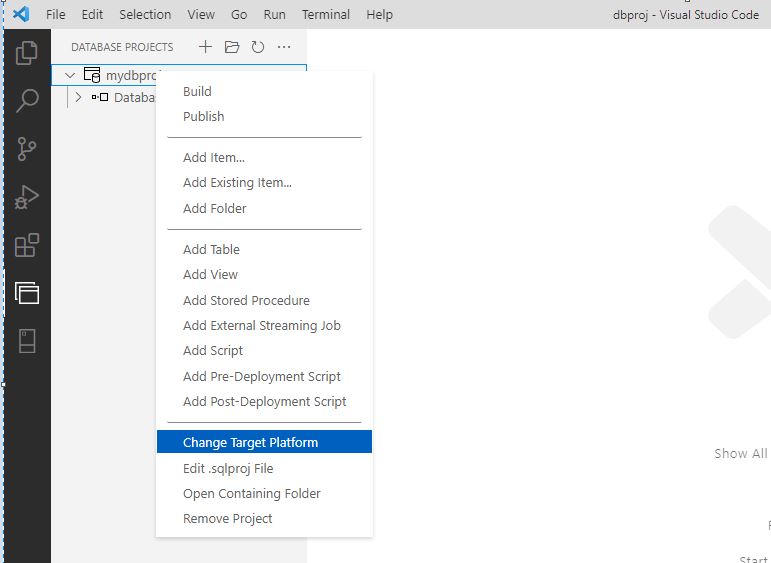 File Edit Selection View Go Run Terminal Help dbproj - Visual Studio Code
DATABASE PROJECTS
mydbproj
Databas
Build
Publish
Add Item...
Add Existing Item...
Add Folder
Add Table
Add View
Add Stored Procedure
Add External Streaming Job
Add Script
Add Pre-Deployment Script
Add Post-Deployment Script
Change Target Platform
Edit .sqlproj File
Open Containing Folder
Remove Project
Show All
Start